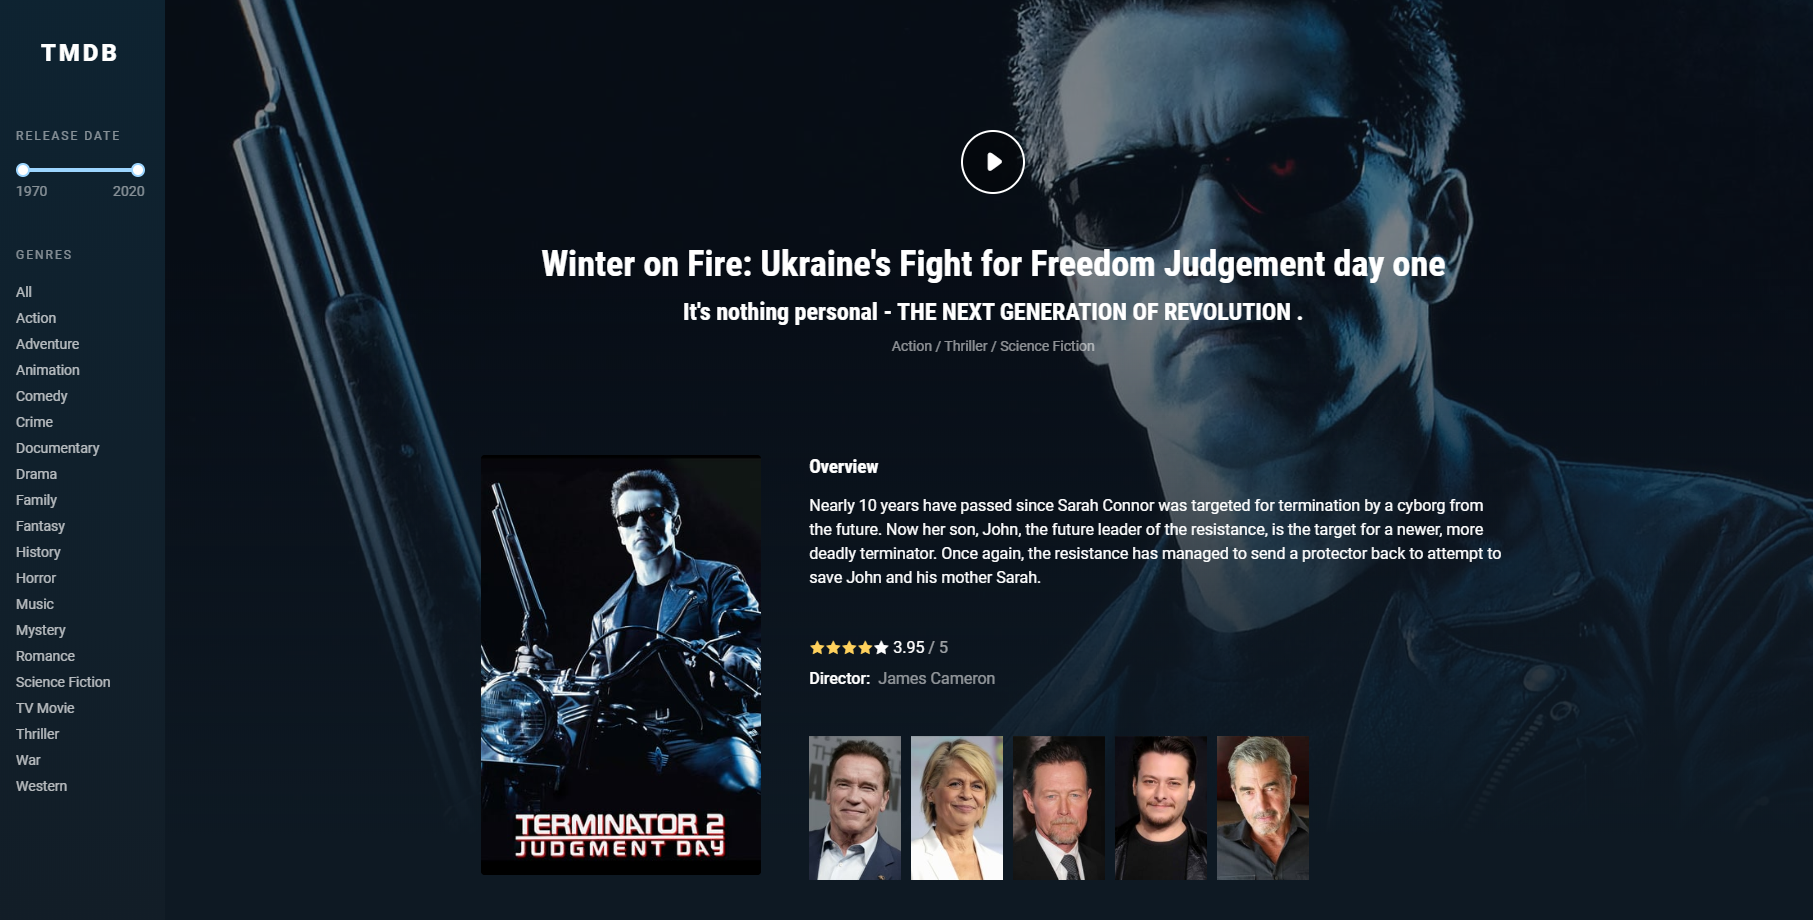 TMDB
RELEASE DATE
1970 2020
GENRES
All
Action
Adventure
Animation
Comedy
Crime
Documentary
Drama
Family
Fantasy
History
Horror
Music
Mystery
Romance
Science Fiction
TV Movie
Thriller
War
Western
Winter on Fire: Ukraine's Fight for Freedom Judgement day one
It's nothing personal - THE NEXT GENERATION OF REVOLUTION .
Action / Thriller / Science Fiction
TERMINATOR 2
JUDGMENT DAY
Overview
Nearly 10 years have passed since Sarah Connor was targeted for termination by a cyborg from
the future. Now her son, John, the future leader of the resistance, is the target for a newer, more
deadly terminator. Once again, the resistance has managed to send a protector back to attempt to
save John and his mother Sarah.
3.95 / 5
Director: James Cameron